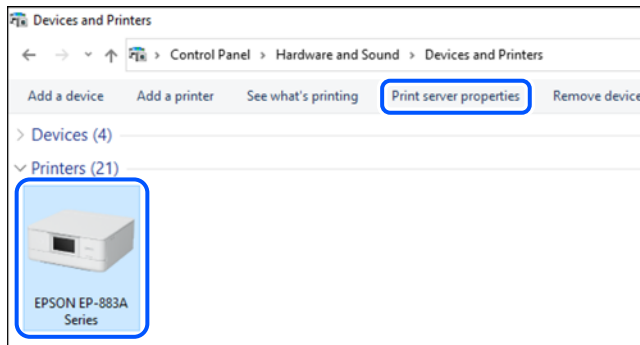 Devices and Printers
Control Panel > Hardware and Sound > Devices and Printers
Add a device Add a printer See what's printing Print server properties Remove device
Devices (4)
Printers (21)
EPSON EP-883A
Series